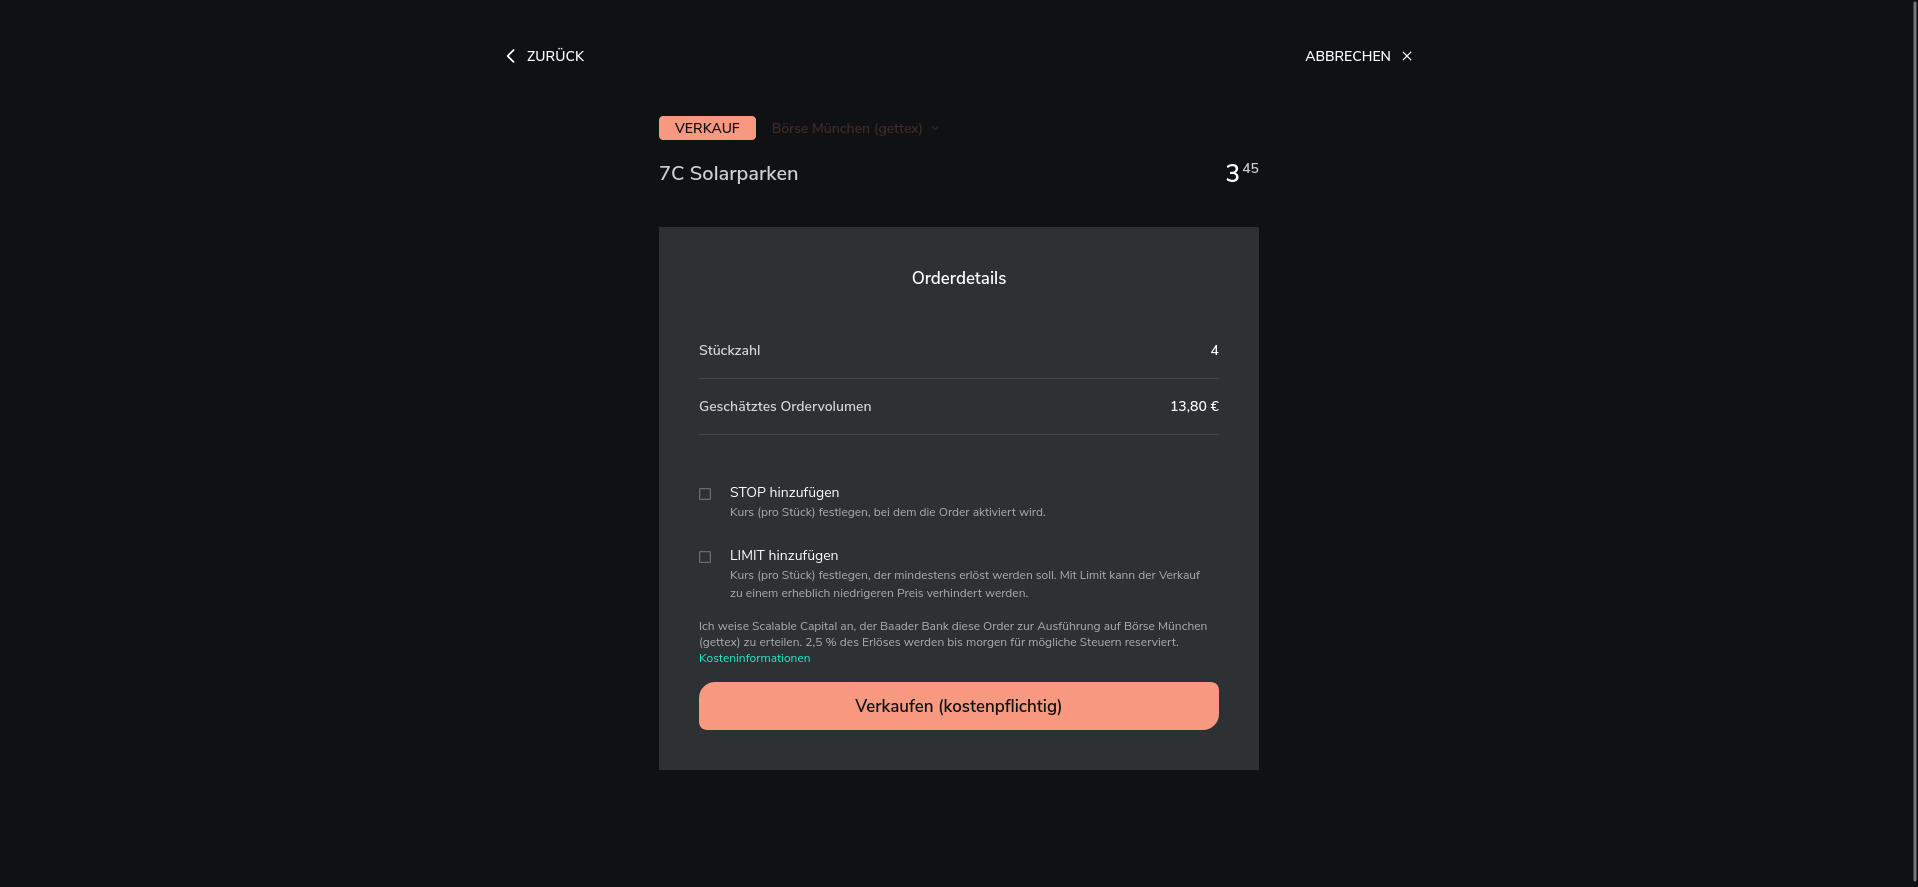 ZURÜCK
ABBRECHEN
VERKAUF
Börse München (gettex)
7C Solarparken
3 45
Orderdetails
Stückzahl
4
Geschätztes Ordervolumen
13,80 €
STOP hinzufügen
Kurs (pro Stück) festlegen, bei dem die Order aktiviert wird.
LIMIT hinzufügen
Kurs (pro Stück) festlegen, der mindestens erlöst werden soll. Mit Limit kann der Verkauf
zu einem erheblich niedrigeren Preis verhindert werden.
Ich weise Scalable Capital an, der Baader Bank diese Order zur Ausführung auf Börse München
(gettex) zu erteilen. 2,5 % des Erlöses werden bis morgen für mögliche Steuern reserviert.
Kosteninformationen
Verkaufen (kostenpflichtig)